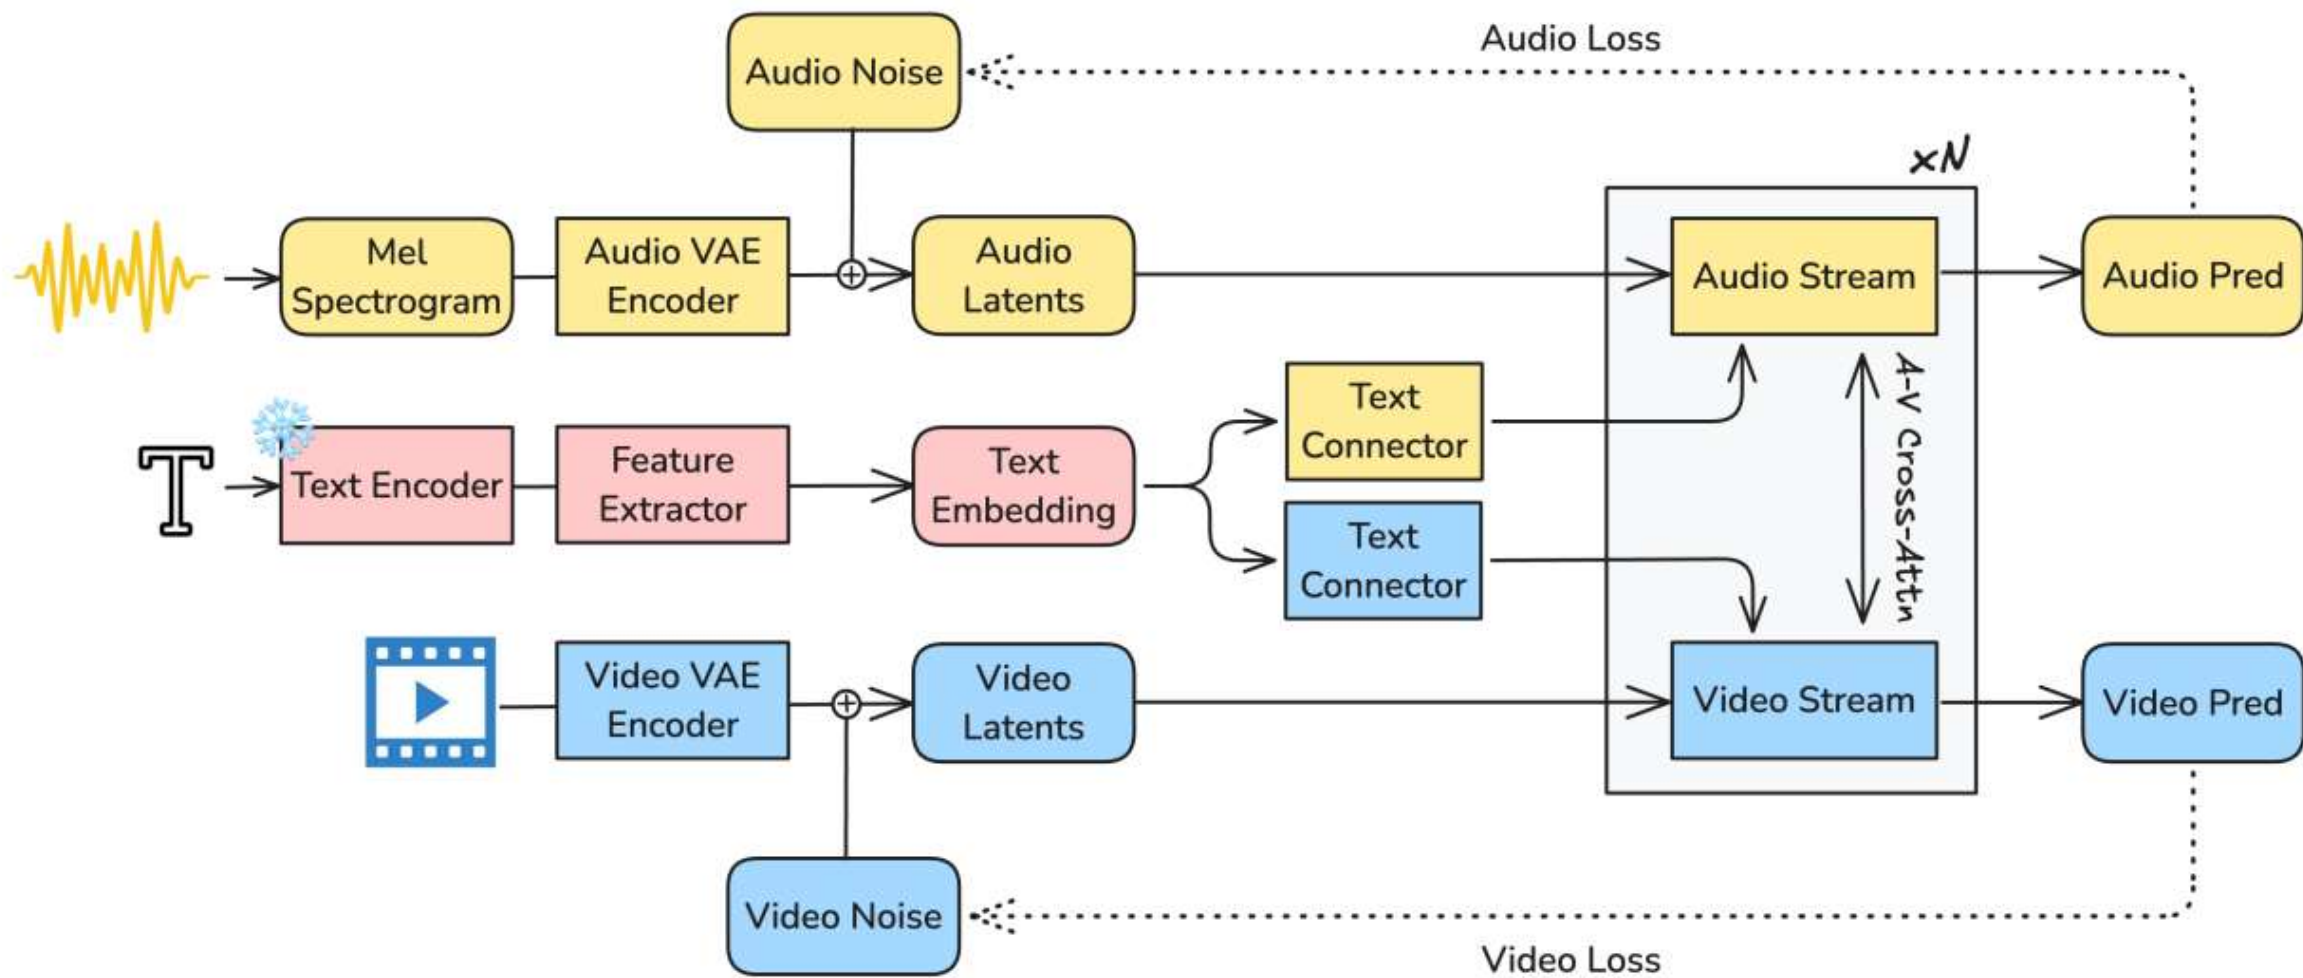 Audio Noise
Audio Loss
xN
Mel
Spectrogram
Audio VAE
Encoder
Audio
Latents
Audio Stream
Audio Pred
T
Text Encoder
Feature
Extractor
Text
Embedding
Text
Connector
Text
Connector
A-V Cross-Attn
Video VAE
Encoder
Video
Latents
Video Stream
Video Pred
Video Noise
Video Loss